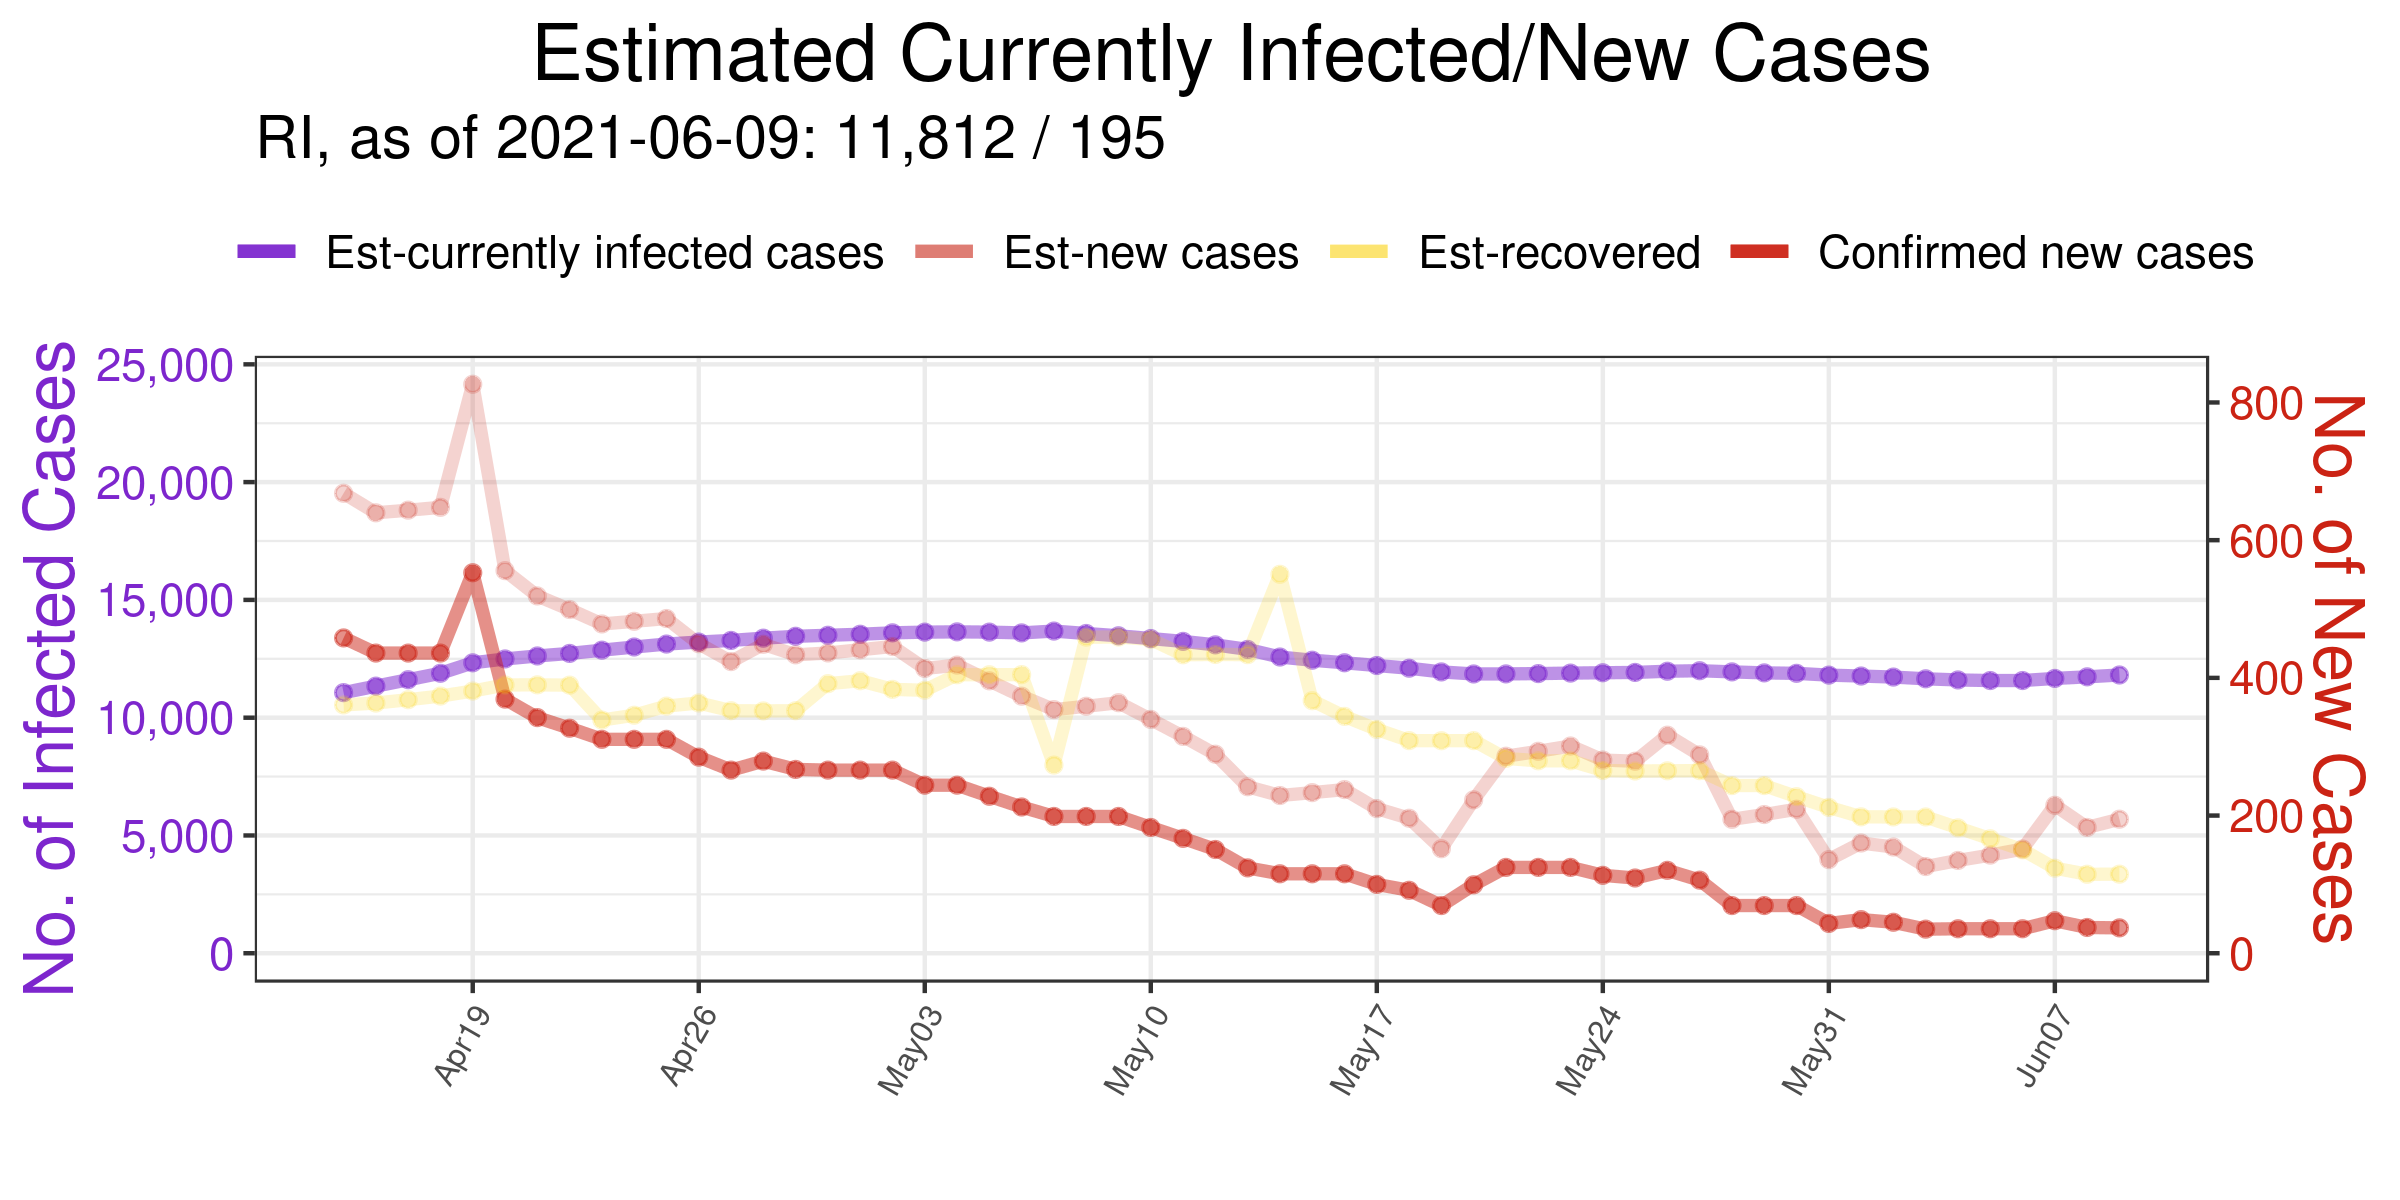 Estimated Currently Infected/New Cases
RI, as of 2021-06-09: 11,812 / 195
Est-currently infected cases Est-new cases Est-recovered Confirmed new cases
No. of Infected Cases
25,000
20,000
15,000
10,000
5,000
0
800
600
400
200
0
No. of New Cases
Apr19 Apr26 May03 May10 May17 May24 May31 Jun07